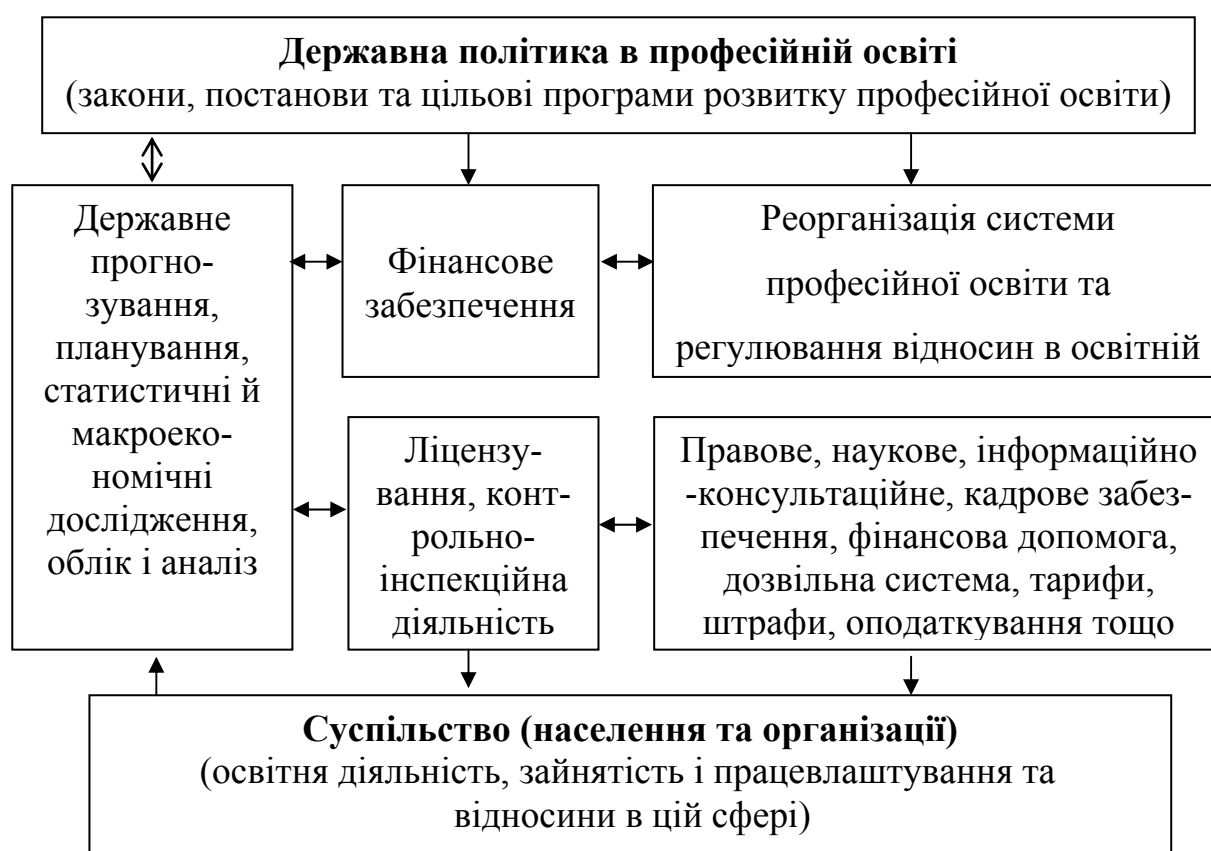 Державна політика в професійній освіті
(закони, постанови та цільові програми розвитку професійної освіти)
Державне
прогно-
зування,
планування,
статистичні й
макроеко-
номічні
дослідження,
облік і аналіз
Фінансове
забезпечення
Реорганізація системи
професійної освіти та
регулювання відносин в освітній
Ліцензу-
вання, конт-
рольно-
інспекційна
діяльність
Правове, наукове, інформаційно
-консультаційне, кадрове забез-
печення, фінансова допомога,
дозвільна система, тарифи,
штрафи, оподаткування тощо
Суспільство (населення та організації)
(освітня діяльність, зайнятість і працевлаштування та
відносини в цій сфері)